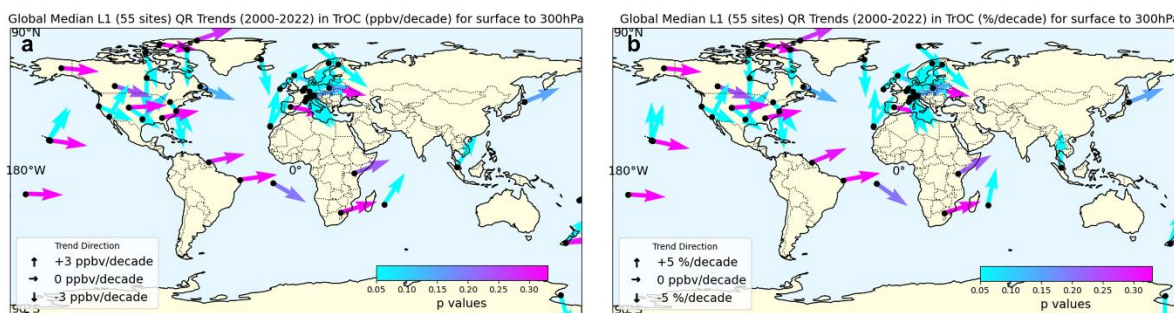 Global Median L1 (55 sites) QR Trends (2000-2022) in TrOC (ppbv/decade) for surface to 300hPa
90°N
a
180°W
0°
Trend Direction
+3 ppbv/decade
0 ppbv/decade
-3 ppbv/decade
0.05 0.10 0.15 0.20 0.25 0.30
p values
90°S
Global Median L1 (55 sites) QR Trends (2000-2022) in TrOC (%/decade) for surface to 300hPa
90°N
b
180°W
0°
Trend Direction
+5 %/decade
0 ppbv/decade
-5 %/decade
0.05 0.10 0.15 0.20 0.25 0.30
p values
90°S